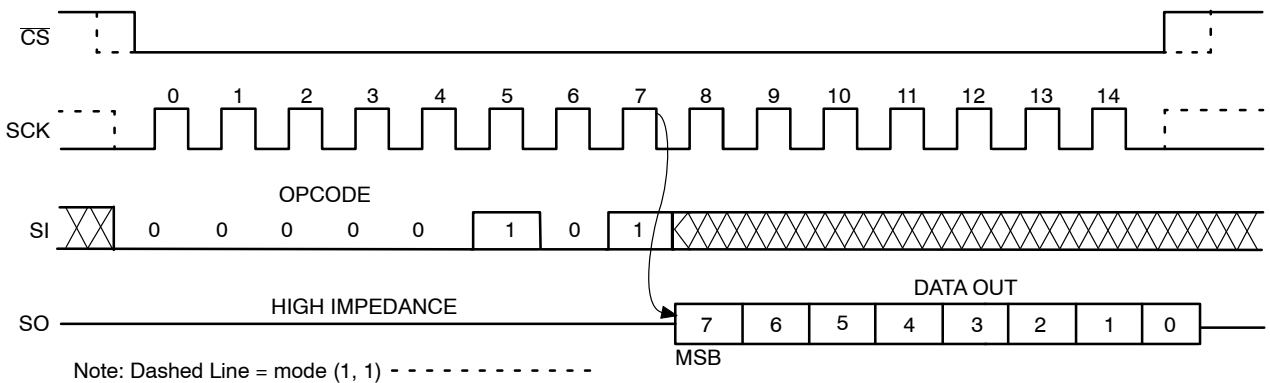 CS
0 1 2 3 4 5 6 7 8 9 10 11 12 13 14
SCK
OPCODE
SI 0 0 0 0 0 1 0 1
DATA OUT
HIGH IMPEDANCE
SO 7 6 5 4 3 2 1 0
MSB
Note: Dashed Line = mode (1, 1)